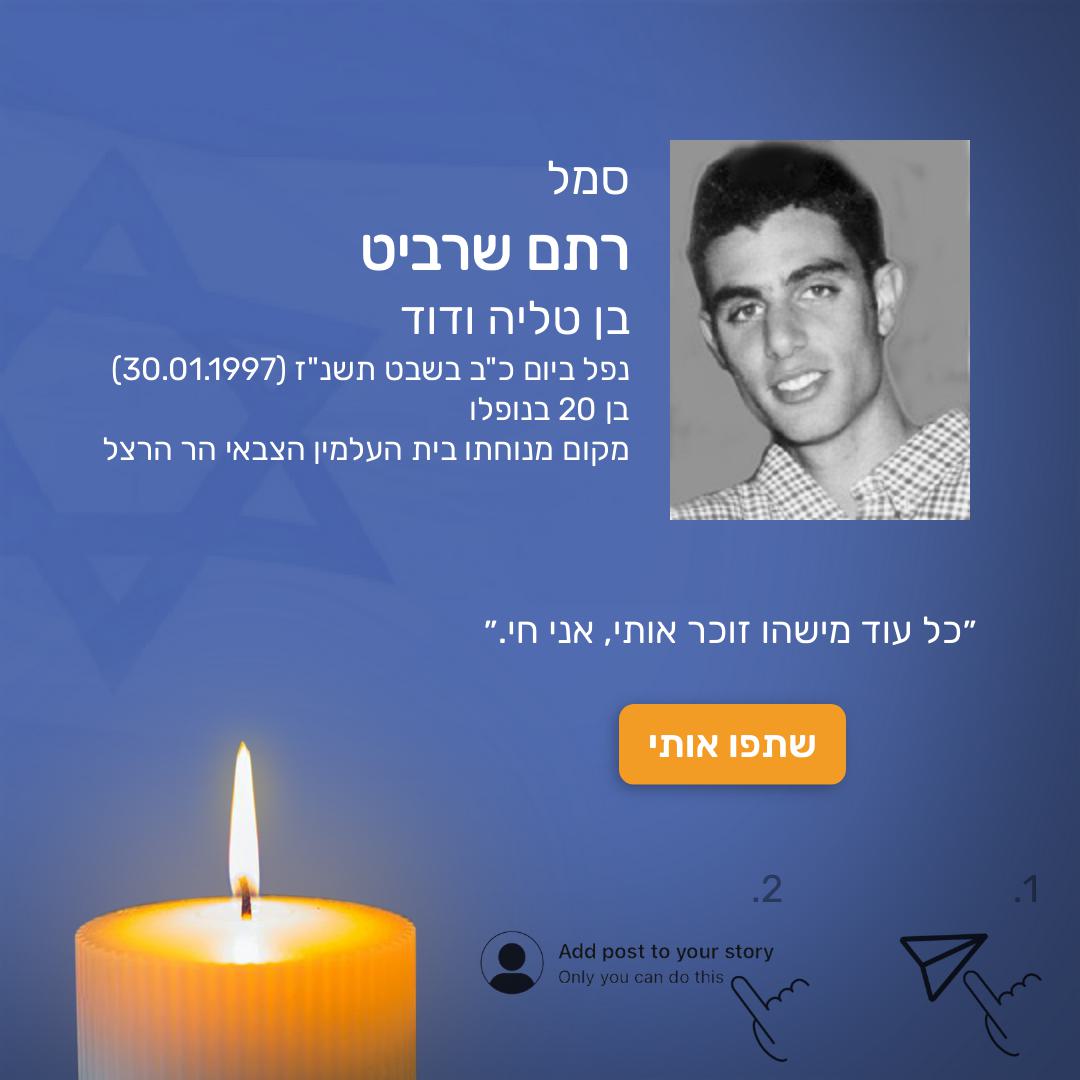 סמל
רתם שרביט
בן טליה ודוד
נפל ביום כ"ב בשבט תשנ"ז (30.01.1997)
בן 20 בנופלו
מקום מנוחתו בית העלמין הצבאי הר הרצל
״כל עוד מישהו זוכר אותי, אני חי.״
שתפו אותי
.1
.2
Add post to your story
Only you can do this